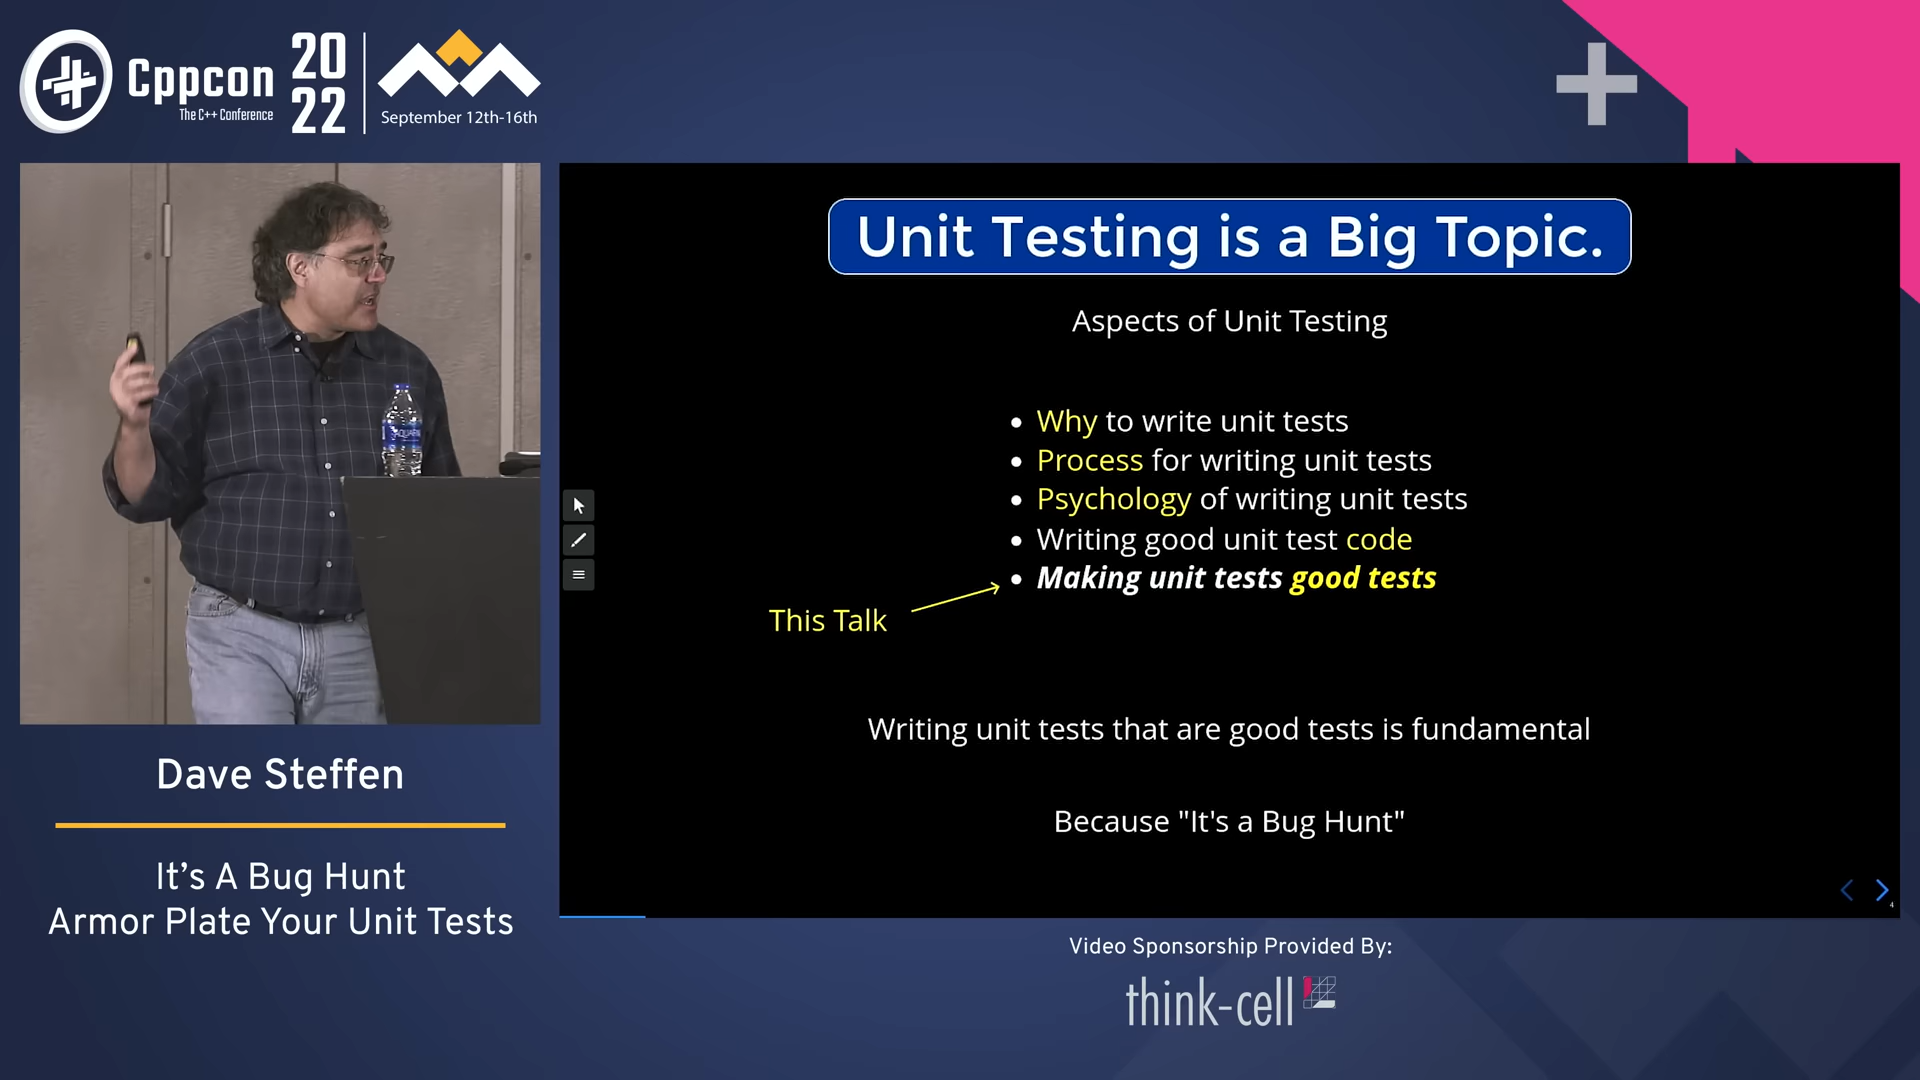 Cppcon
The C++ Conference
20
22
September 12th-16th
Unit Testing is a Big Topic.
Aspects of Unit Testing
• Why to write unit tests
• Process for writing unit tests
• Psychology of writing unit tests
• Writing good unit test code
• Making unit tests good tests
This Talk
Writing unit tests that are good tests is fundamental
Because "It's a Bug Hunt"
4
Dave Steffen
It's A Bug Hunt
Armor Plate Your Unit Tests
Video Sponsorship Provided By:
think-cell